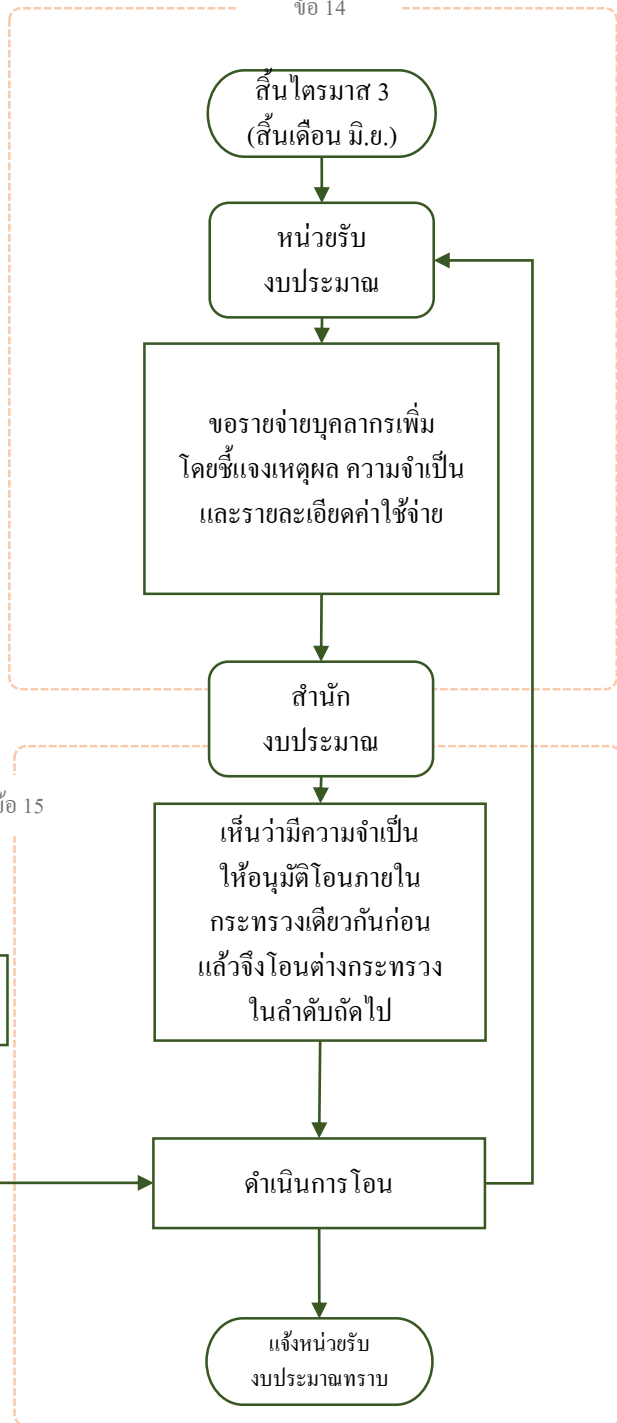 ข้อ 14
สิ้นไตรมาส 3
(สิ้นเดือน มิ.ย.)
หน่วยรับ
งบประมาณ
ขอรายจ่ายบุคลากรเพิ่ม
โดยชี้แจงเหตุผล ความจำเป็น
และรายละเอียดค่าใช้จ่าย
สำนัก
งบประมาณ
ข้อ 15
เห็นว่ามีความจำเป็น
ให้อนุมัติโอนภายใน
กระทรวงเดียวกันก่อน
แล้วจึงโอนต่างกระทรวง
ในลำดับถัดไป
ดำเนินการโอน
แจ้งหน่วยรับ
งบประมาณทราบ